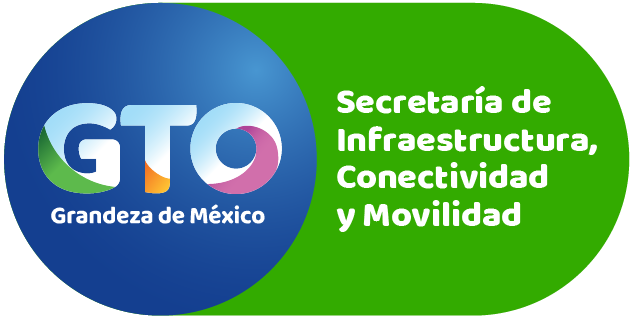 GTO
Grandeza de México
Secretaría de
Infraestructura,
Conectividad
y Movilidad